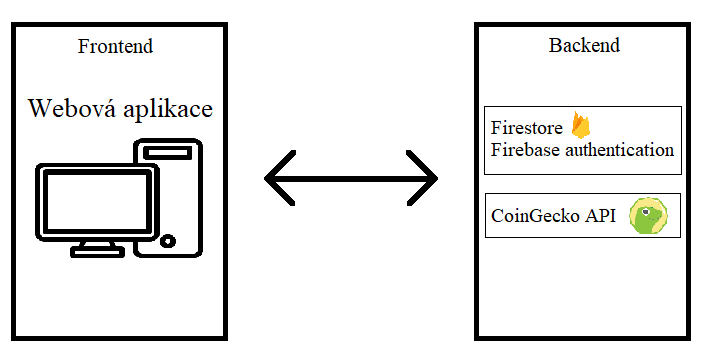 Frontend
Webová aplikace
Backend
Firestore
Firebase authentication
CoinGecko API